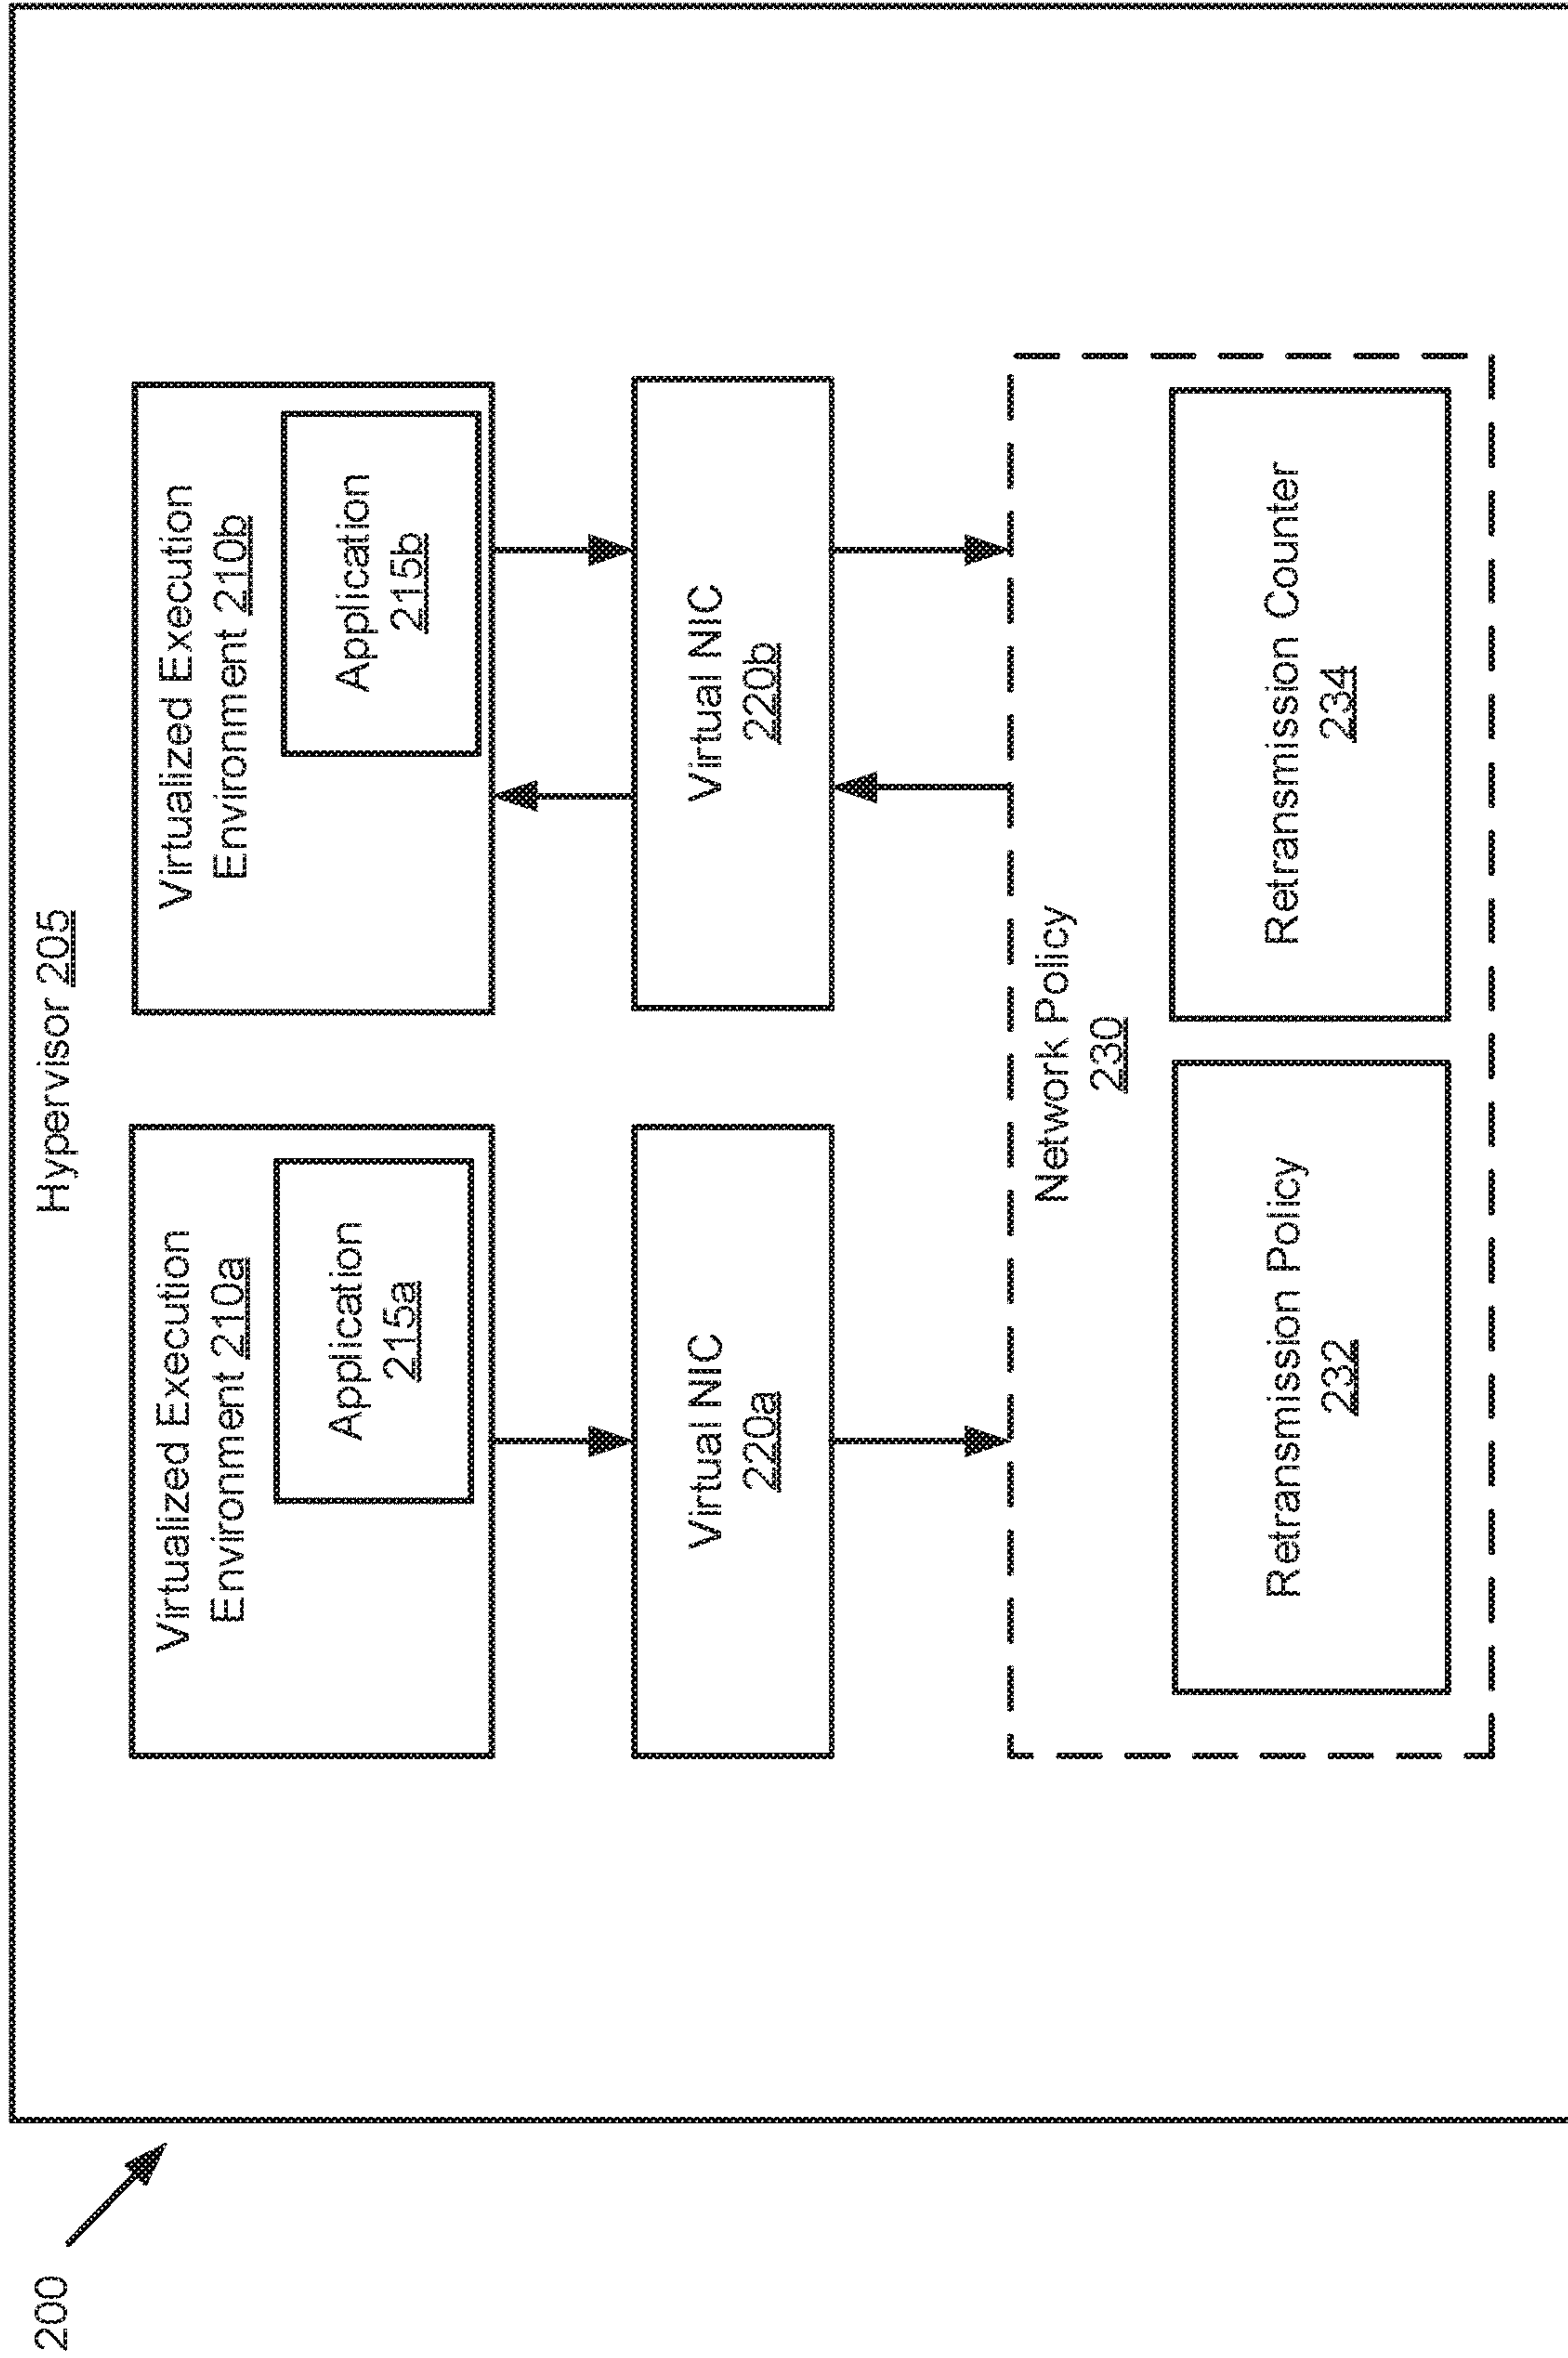 200
Hypervisor 205
Virtualized Execution
Environment 210a
Application
215a
Virtualized Execution
Environment 210b
Application
215b
Virtual NIC
220a
Virtual NIC
220b
Network Policy
230
Retransmission Policy
232
Retransmission Counter
234